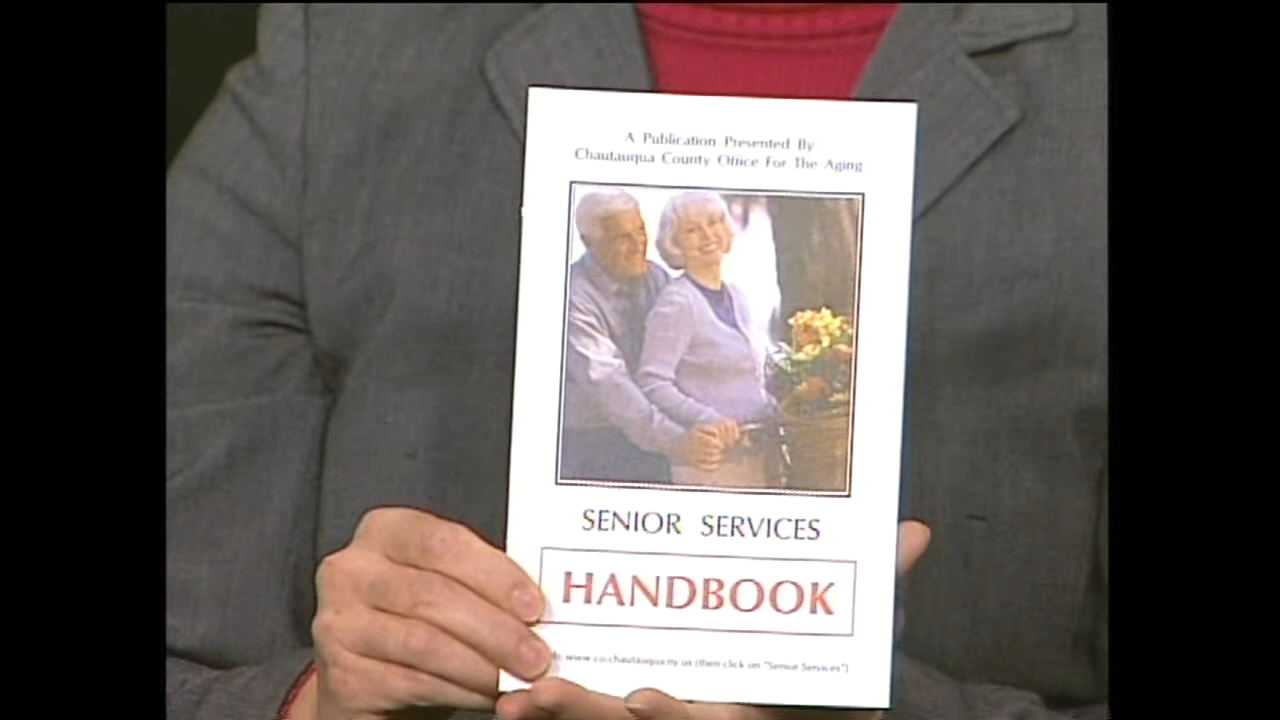 A Publication Presented By
Chautauqua County Office For The Aging
SENIOR SERVICES
HANDBOOK
www.co.chautauqua.ny.us (then click on "Senior Services")